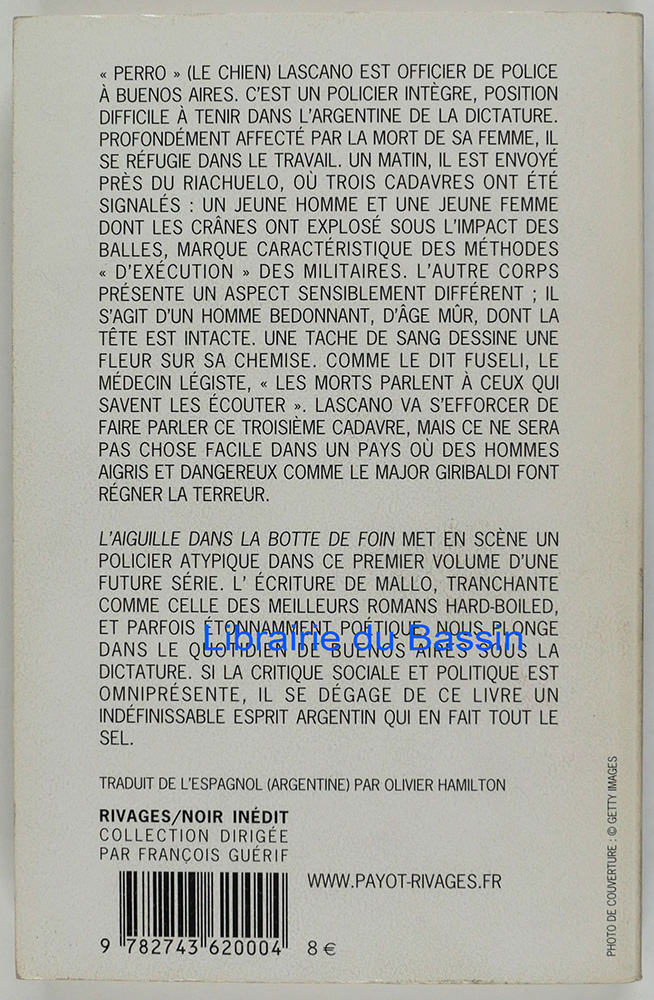 « PERRO » (LE CHIEN) LASCANO EST OFFICIER DE POLICE
À BUENOS AIRES. C'EST UN POLICIER INTÈGRE, POSITION
DIFFICILE À TENIR DANS L'ARGENTINE DE LA DICTATURE.
PROFONDÉMENT AFFECTÉ PAR LA MORT DE SA FEMME, IL
SE RÉFUGIE DANS LE TRAVAIL. UN MATIN, IL EST ENVOYÉ
PRÈS DU RIACHUELO, OÙ TROIS CADAVRES ONT ÉTÉ
SIGNALÉS : UN JEUNE HOMME ET UNE JEUNE FEMME
DONT LES CRÂNES ONT EXPLOSÉ SOUS L'IMPACT DES
BALLES, MARQUE CARACTÉRISTIQUE DES MÉTHODES
« D'EXÉCUTION » DES MILITAIRES. L'AUTRE CORPS
PRÉSENTE UN ASPECT SENSIBLEMENT DIFFÉRENT ; IL
S'AGIT D'UN HOMME BEDONNANT, D'ÂGE MÛR, DONT LA
TÊTE EST INTACTE. UNE TACHE DE SANG DESSINE UNE
FLEUR SUR SA CHEMISE. COMME LE DIT FUSELI, LE
MÉDECIN LÉGISTE, « LES MORTS PARLENT À CEUX QUI
SAVENT LES ÉCOUTER ». LASCANO VA S'EFFORCER DE
FAIRE PARLER CE TROISIÈME CADAVRE, MAIS CE NE SERA
PAS CHOSE FACILE DANS UN PAYS OÙ DES HOMMES
AIGRIS ET DANGEREUX COMME LE MAJOR GIRIBALDI FONT
RÉGNER LA TERREUR.
L'AIGUILLE DANS LA BOTTE DE FOIN MET EN SCÈNE UN
POLICIER ATYPIQUE DANS CE PREMIER VOLUME D'UNE
FUTURE SÉRIE. L' ÉCRITURE DE MALLO, TRANCHANTE
COMME CELLE DES MEILLEURS ROMANS HARD-BOILED,
ET PARFOIS ÉTONNAMMENT POÉTIQUE, NOUS PLONGE
Librairie du Bassin
DANS LE QUOTIDIEN DE BUENOS AIRES SOUS LA
DICTATURE. SI LA CRITIQUE SOCIALE ET POLITIQUE EST
OMNIPRÉSENTE, IL SE DÉGAGE DE CE LIVRE UN
INDÉFINISSABLE ESPRIT ARGENTIN QUI EN FAIT TOUT LE
SEL.
TRADUIT DE L'ESPAGNOL (ARGENTINE) PAR OLIVIER HAMILTON
RIVAGES/NOIR INÉDIT
COLLECTION DIRIGÉE
PAR FRANÇOIS GUÉRIF
WWW.PAYOT-RIVAGES.FR
9 782743 620004
8 €
PHOTO DE COUVERTURE : © GETTY IMAGES